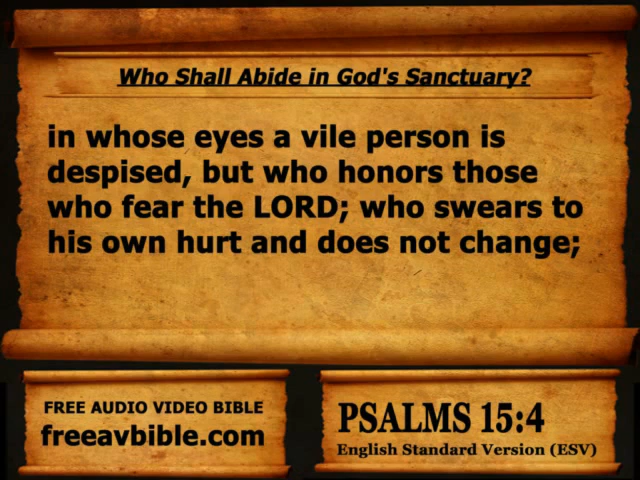 Who Shall Abide in God's Sanctuary?
in whose eyes a vile person is
despised, but who honors those
who fear the LORD; who swears to
his own hurt and does not change;
FREE AUDIO VIDEO BIBLE
freeavbible.com
PSALMS 15:4
English Standard Version (ESV)